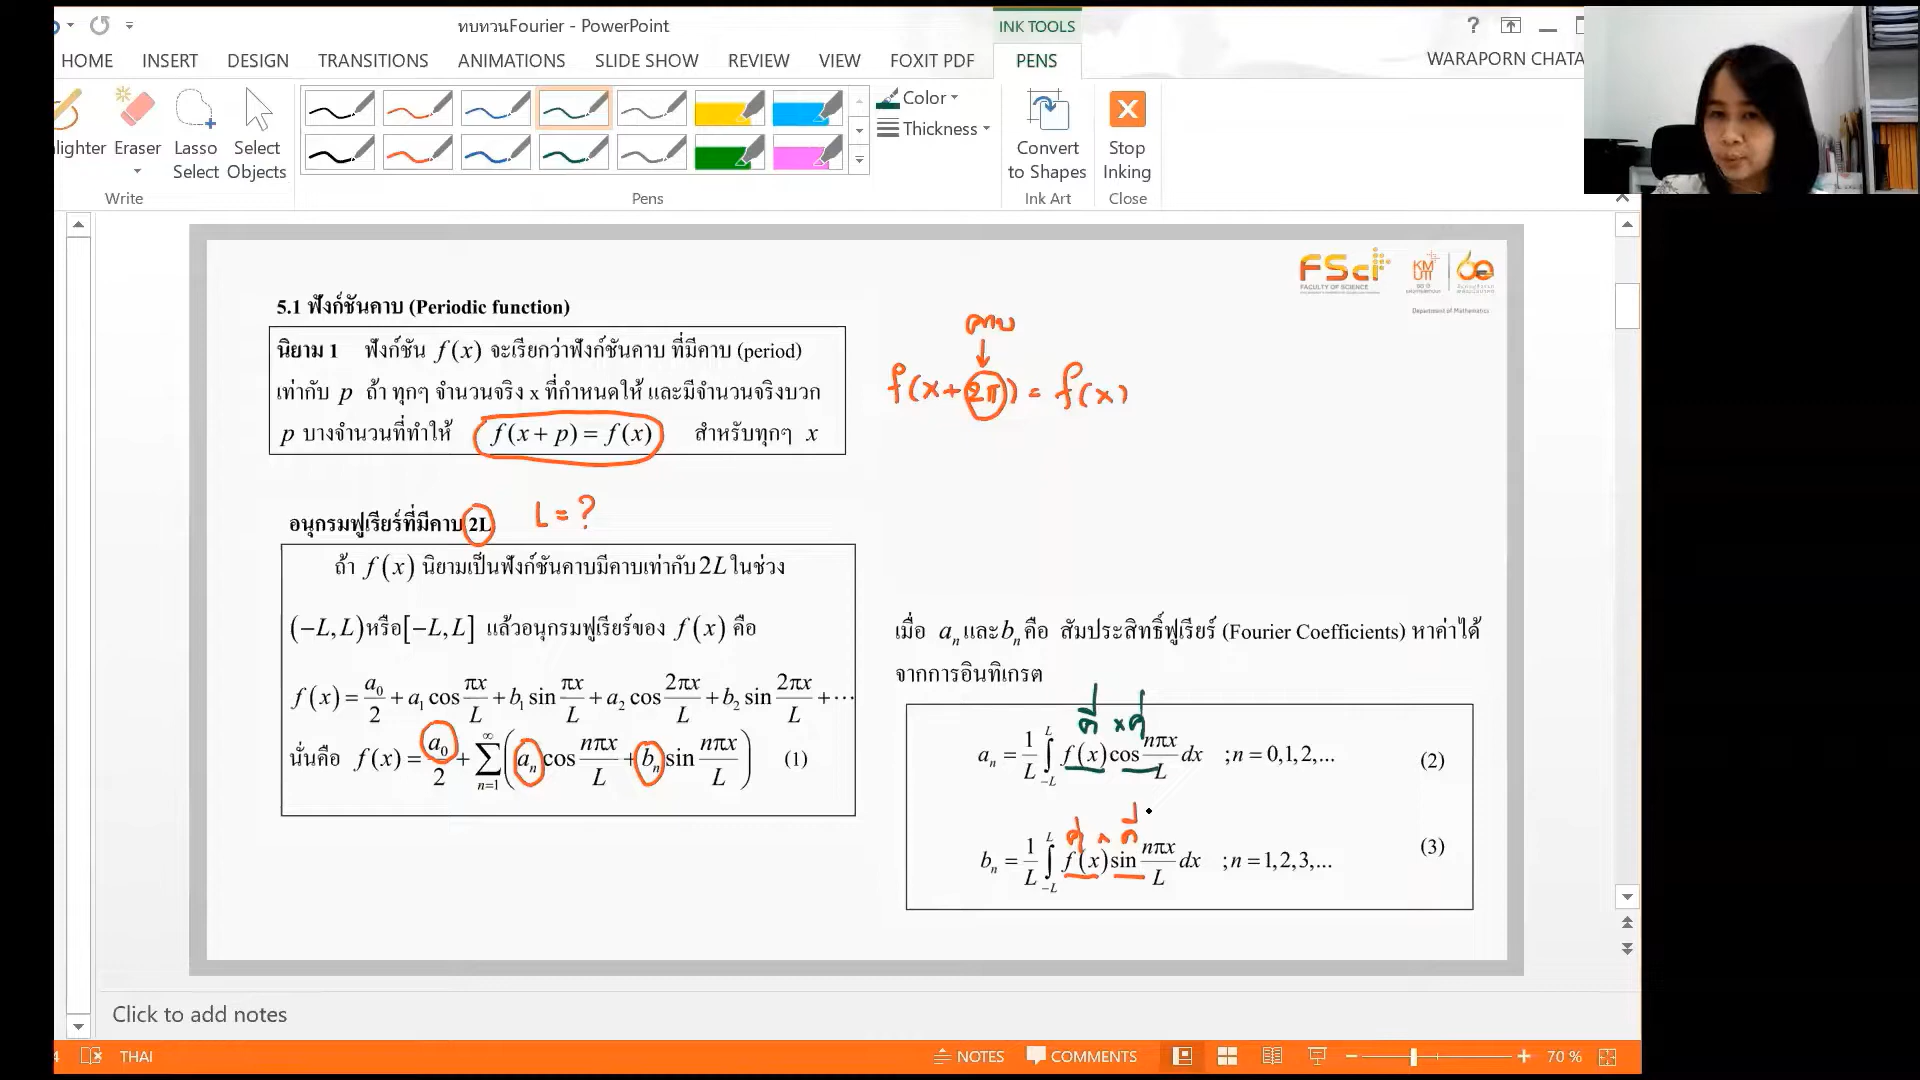 ทบทวนFourier - PowerPoint
INK TOOLS
?
HOME INSERT DESIGN TRANSITIONS ANIMATIONS SLIDE SHOW REVIEW VIEW FOXIT PDF PENS
WARAPORN CHATA
lighter Eraser Lasso Select Select Objects
Color
Thickness
Convert to Shapes
Stop Inking
Write
Pens
Ink Art
Close
FSci
FACULTY OF SCIENCE
KMUTT
60
Department of Mathematics
5.1 ฟังก์ชันคาบ (Periodic function)
นิยาม 1 ฟังก์ชัน f(x) จะเรียกว่าฟังก์ชันคาบ ที่มีคาบ (period)
เท่ากับ p ถ้า ทุกๆ จำนวนจริง x ที่กำหนดให้ และมีจำนวนจริงบวก
p บางจำนวนที่ทำให้ f(x + p) = f(x) สำหรับทุกๆ x
คาบ
f(x+2π) = f(x)
อนุกรมฟูเรียร์ที่มีคาบ 2L
L = ?
ถ้า f(x) นิยามเป็นฟังก์ชันคาบมีคาบเท่ากับ 2L ในช่วง
(−L, L) หรือ [−L, L] แล้วอนุกรมฟูเรียร์ของ f(x) คือ
f(x) = a₀/2 + a₁ cos πx/L + b₁ sin πx/L + a₂ cos 2πx/L + b₂ sin 2πx/L + ⋯
นั่นคือ f(x) = a₀/2 + ∑_{n=1}^{∞} (aₙ cos nπx/L + bₙ sin nπx/L) (1)
เมื่อ aₙ และ bₙ คือ สัมประสิทธิ์ฟูเรียร์ (Fourier Coefficients) หาค่าได้
จากการอินทิเกรต
คี่ × คู่
aₙ = 1/L ∫_{−L}^{L} f(x) cos nπx/L dx ; n = 0,1,2,... (2)
คู่ × คี่
bₙ = 1/L ∫_{−L}^{L} f(x) sin nπx/L dx ; n = 1,2,3,... (3)
Click to add notes
THAI
NOTES COMMENTS 70 %